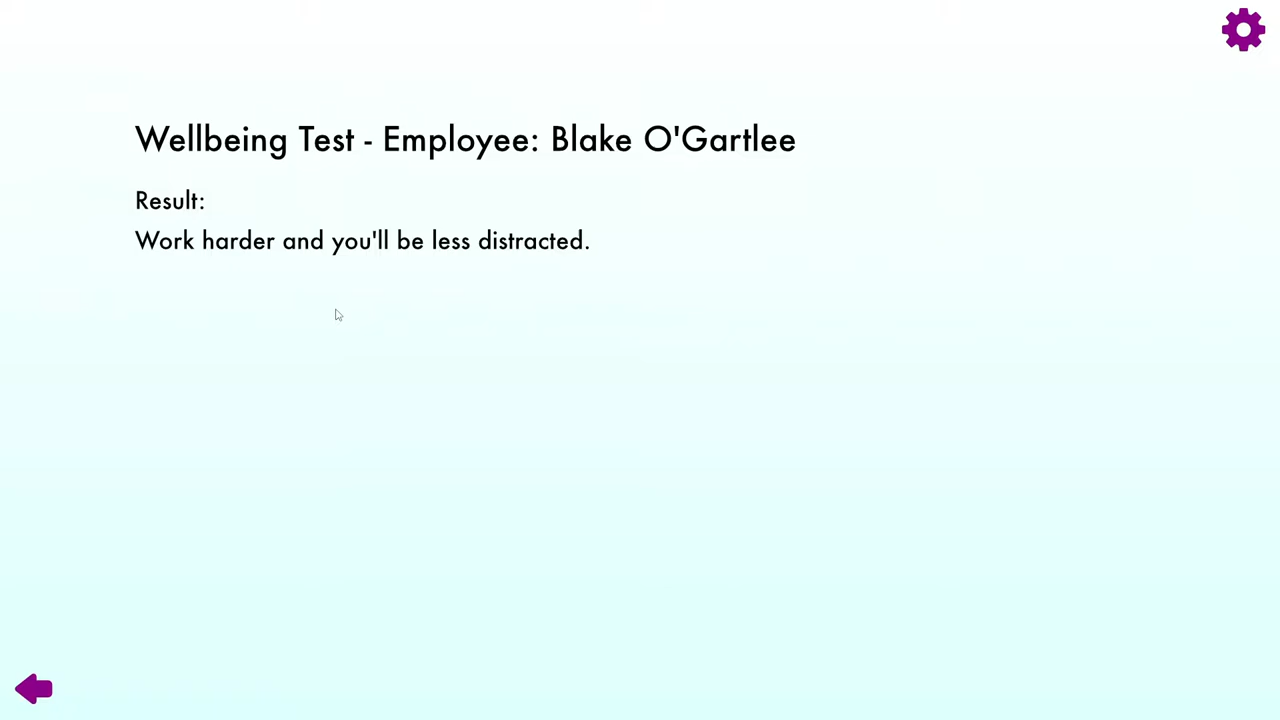 Wellbeing Test - Employee: Blake O'Gartlee
Result:
Work harder and you'll be less distracted.